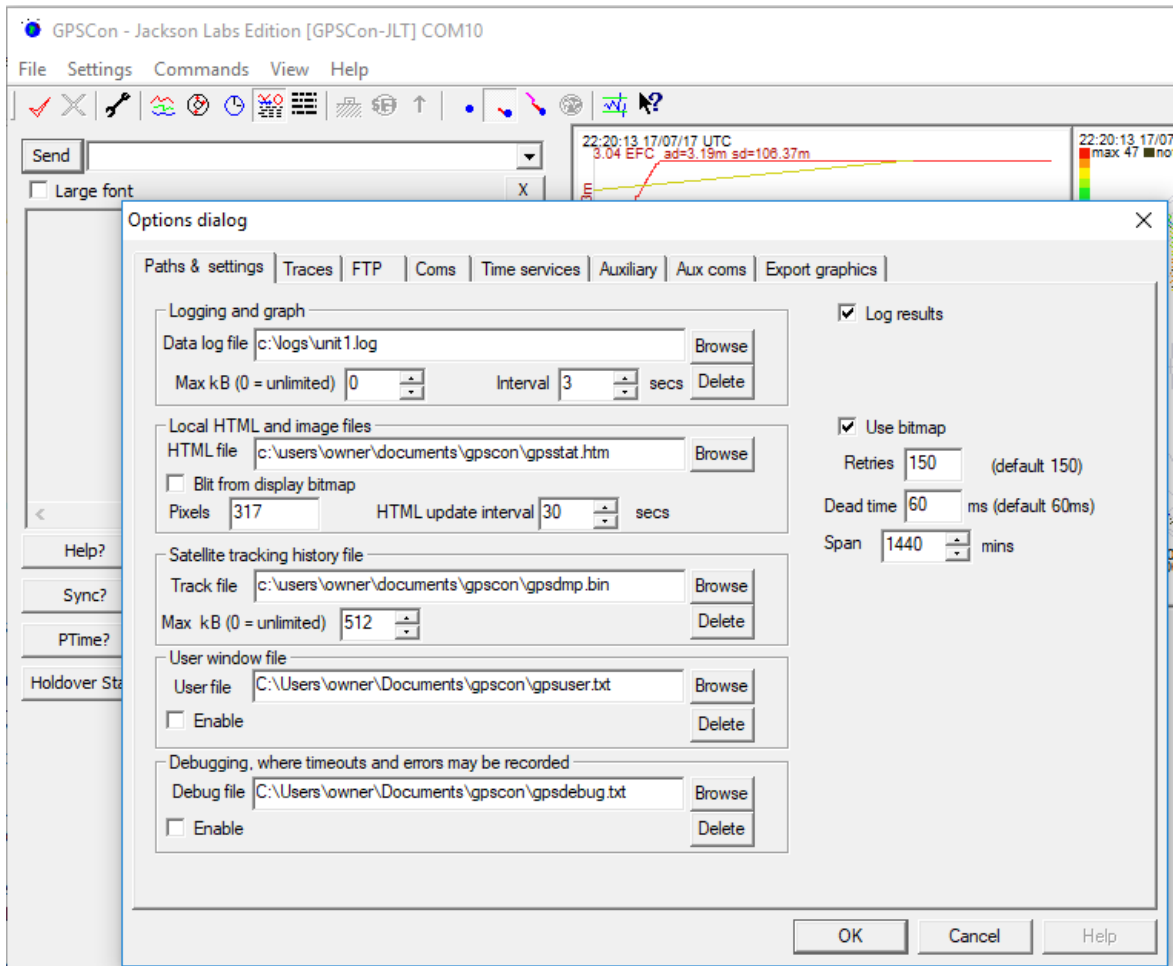 GPSCon - Jackson Labs Edition [GPSCon-JLT] COM10
File Settings Commands View Help
Send
Large font X
22:20:13 17/07/17 UTC
3.04 EFC ad=3.19m sd=106.37m
22:20:13 17/07
max 47 no
Options dialog
Paths & settings Traces FTP Coms Time services Auxiliary Aux coms Export graphics
Logging and graph
Data log file c:\logs\unit1.log Browse
Max kB (0 = unlimited) 0 Interval 3 secs Delete
Log results
Local HTML and image files
HTML file c:\users\owner\documents\gpscon\gpsstat.htm Browse
Blit from display bitmap
Pixels 317 HTML update interval 30 secs
Use bitmap
Retries 150 (default 150)
Dead time 60 ms (default 60ms)
Span 1440 mins
Satellite tracking history file
Track file c:\users\owner\documents\gpscon\gpsdmp.bin Browse
Max kB (0 = unlimited) 512 Delete
User window file
User file C:\Users\owner\Documents\gpscon\gpsuser.txt Browse
Enable Delete
Debugging, where timeouts and errors may be recorded
Debug file C:\Users\owner\Documents\gpscon\gpsdebug.txt Browse
Enable Delete
Help?
Sync?
PTime?
Holdover Sta
OK Cancel Help